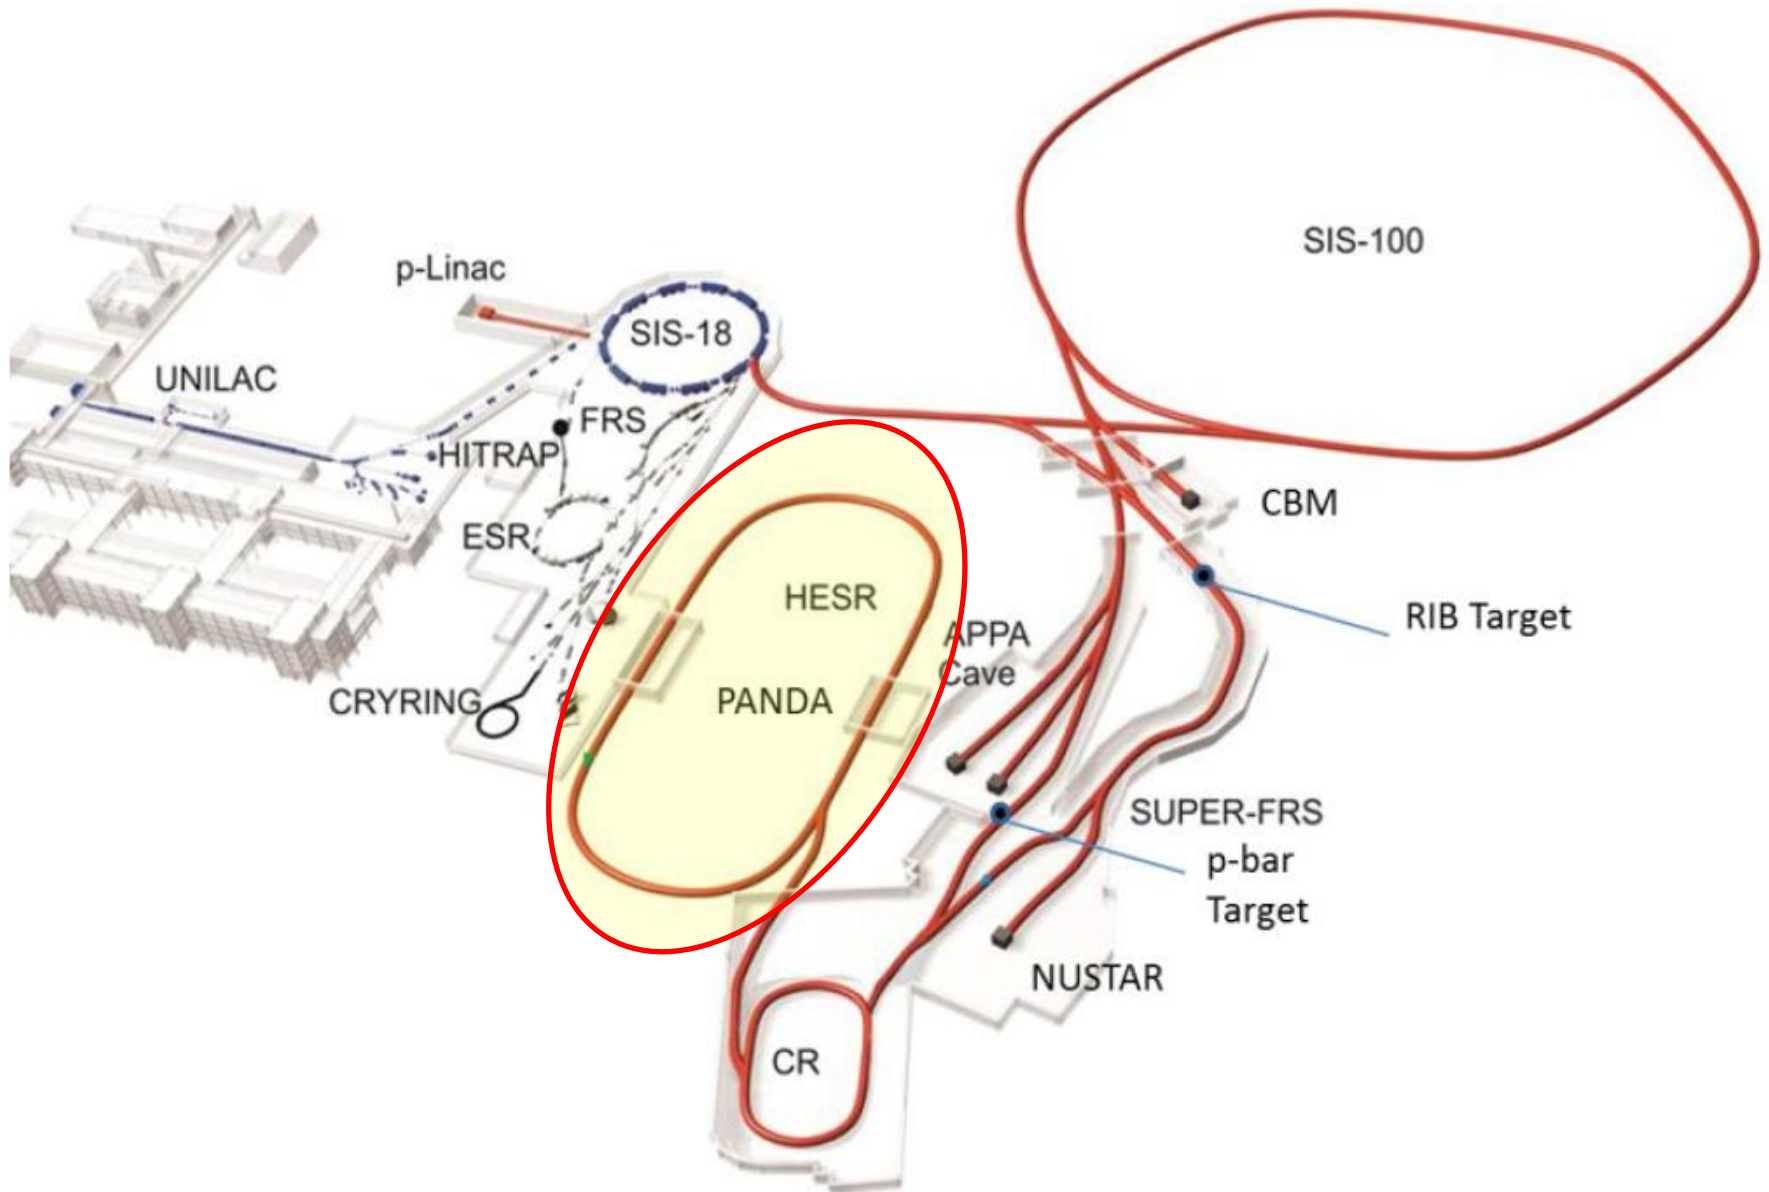 SIS-100
p-Linac
SIS-18
UNILAC
FRS
HITRAP
CBM
ESR
HESR
RIB Target
APPA
Cave
CRYRING
PANDA
SUPER-FRS
p-bar
Target
NUSTAR
CR